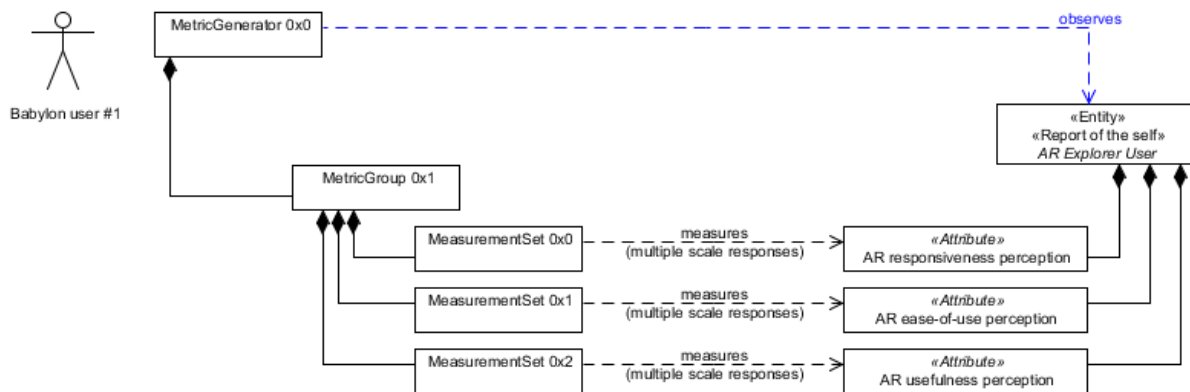 MetricGenerator 0x0
observes
Babylon user #1
«Entity»
«Report of the self»
AR Explorer User
MetricGroup 0x1
MeasurementSet 0x0
measures
(multiple scale responses)
«Attribute»
AR responsiveness perception
MeasurementSet 0x1
measures
(multiple scale responses)
«Attribute»
AR ease-of-use perception
MeasurementSet 0x2
measures
(multiple scale responses)
«Attribute»
AR usefulness perception